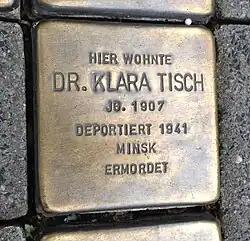 HIER WOHNTE
DR. KLARA TISCH
JG. 1907
DEPORTIERT 1941
MINSK
ERMORDET